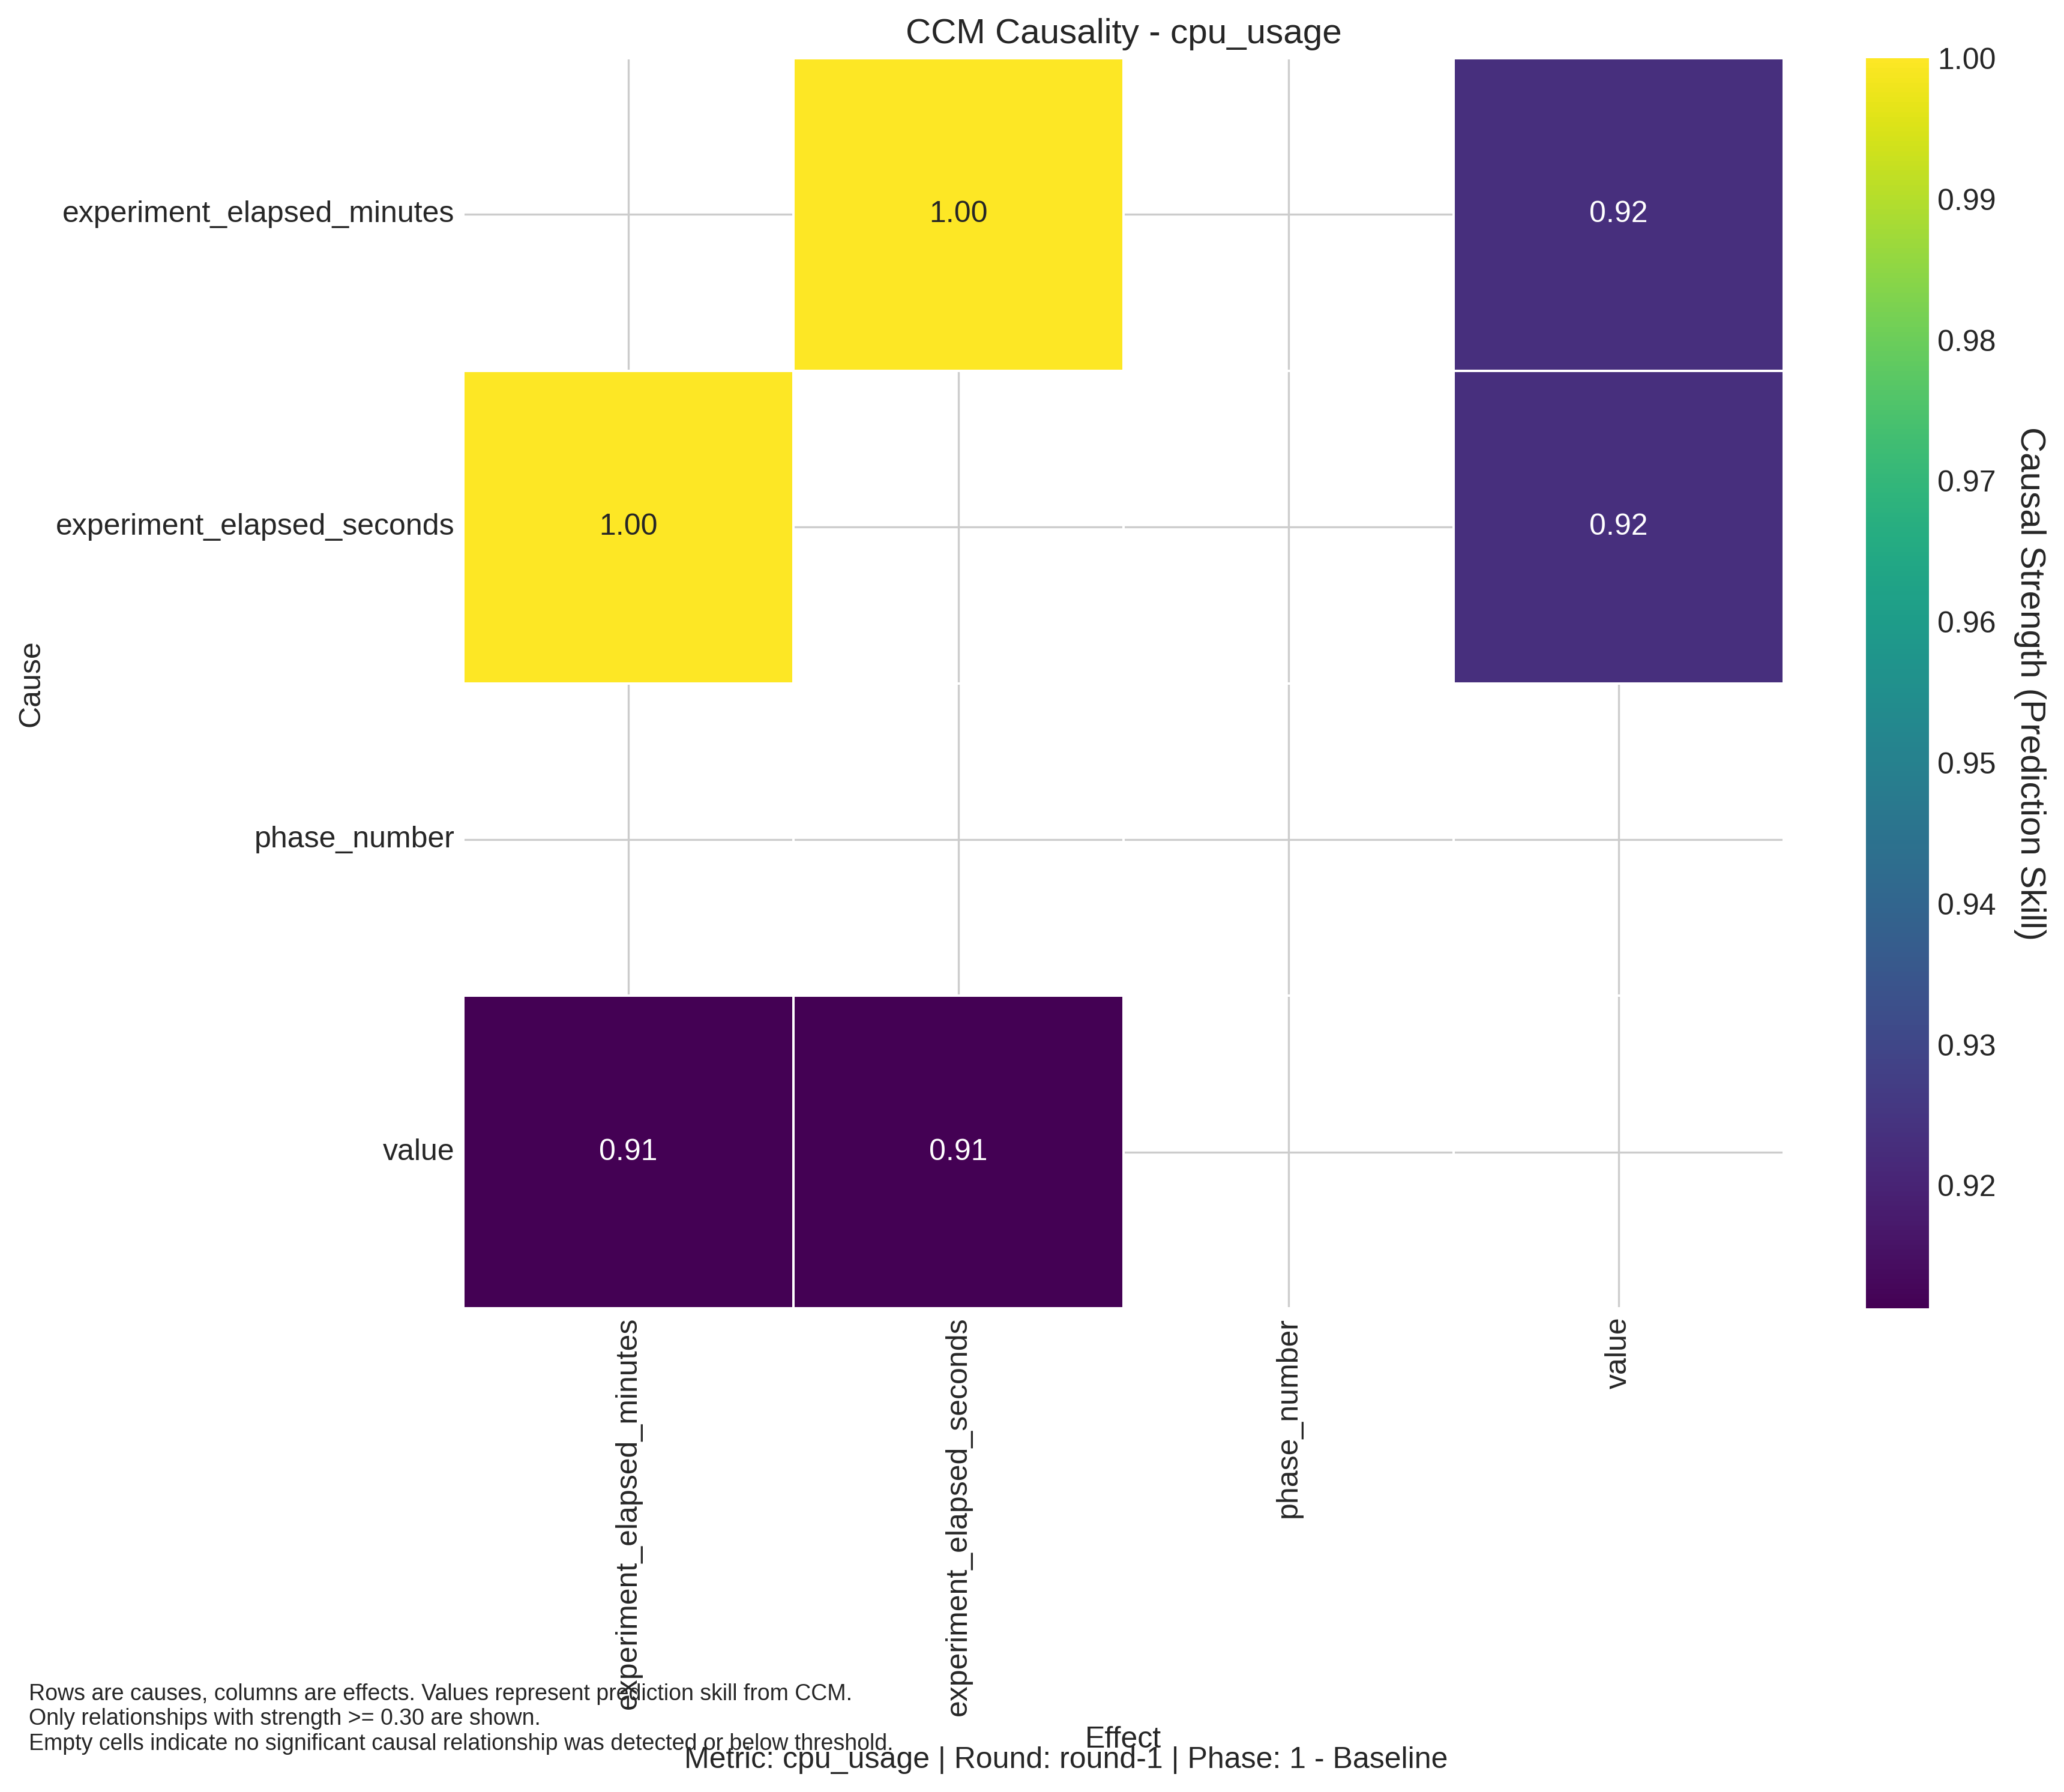 CCM Causality - cpu_usage
1.00
0.99
0.98
0.97
0.96
0.95
0.94
0.93
0.92
Causal Strength (Prediction Skill)
Cause
experiment_elapsed_minutes
1.00
0.92
experiment_elapsed_seconds
1.00
0.92
phase_number
value
0.91
0.91
experiment_elapsed_minutes
experiment_elapsed_seconds
phase_number
value
Effect
Rows are causes, columns are effects. Values represent prediction skill from CCM.
Only relationships with strength >= 0.30 are shown.
Empty cells indicate no significant causal relationship was detected or below threshold.
Metric: cpu_usage | Round: round-1 | Phase: 1 - Baseline